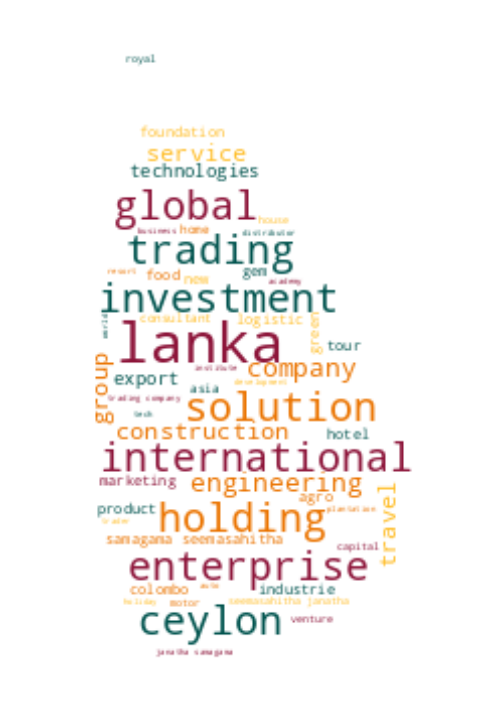 royal
foundation
service
technologies
global
house
business home distributor
trading
resort food new gem academy
investment
world consultant logistic green
lanka
tour
institute company
group export asia development
trading company
tech solution
construction hotel
international
marketing engineering
agro
product plantation
trader holding travel
samagama seemasahitha
capital
enterprise
colombo auto industrie
holiday motor seemasahitha janatha
ceylon venture
janatha samagama